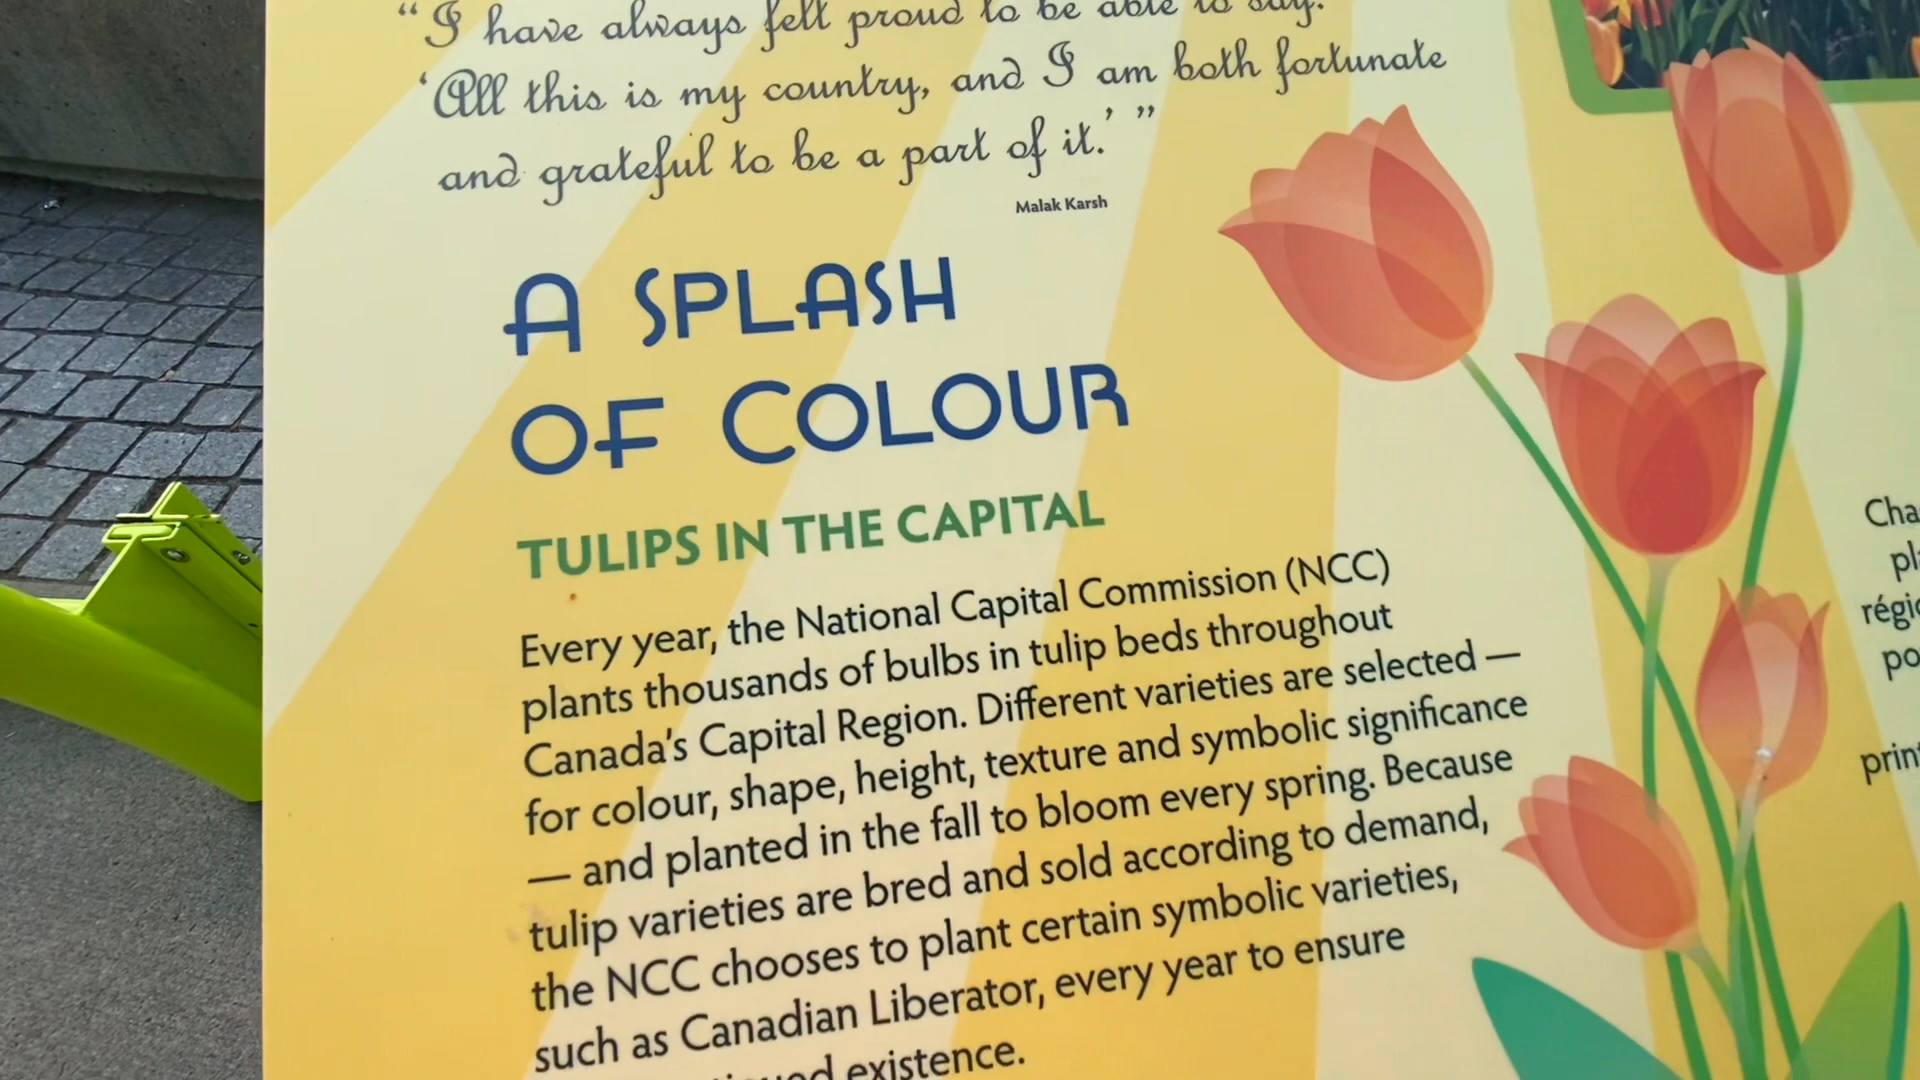 “I have always felt proud to be able to say:
‘All this is my country, and I am both fortunate
and grateful to be a part of it.’ ”
Malak Karsh
A SPLASH
OF COLOUR
TULIPS IN THE CAPITAL
Every year, the National Capital Commission (NCC)
plants thousands of bulbs in tulip beds throughout
Canada's Capital Region. Different varieties are selected —
for colour, shape, height, texture and symbolic significance
— and planted in the fall to bloom every spring. Because
tulip varieties are bred and sold according to demand,
the NCC chooses to plant certain symbolic varieties,
such as Canadian Liberator, every year to ensure
existence.